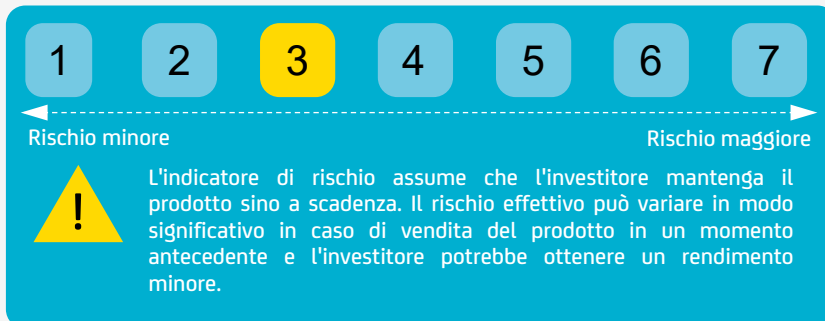 1 2 3 4 5 6 7
Rischio minore Rischio maggiore
!
L'indicatore di rischio assume che l'investitore mantenga il
prodotto sino a scadenza. Il rischio effettivo può variare in modo
significativo in caso di vendita del prodotto in un momento
antecedente e l'investitore potrebbe ottenere un rendimento
minore.